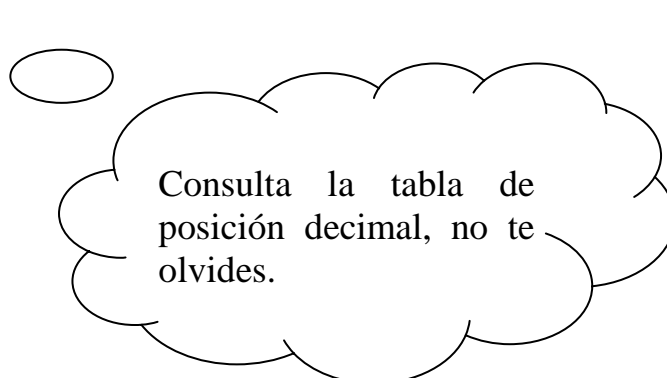 Consulta la tabla de
posición decimal, no te
olvides.